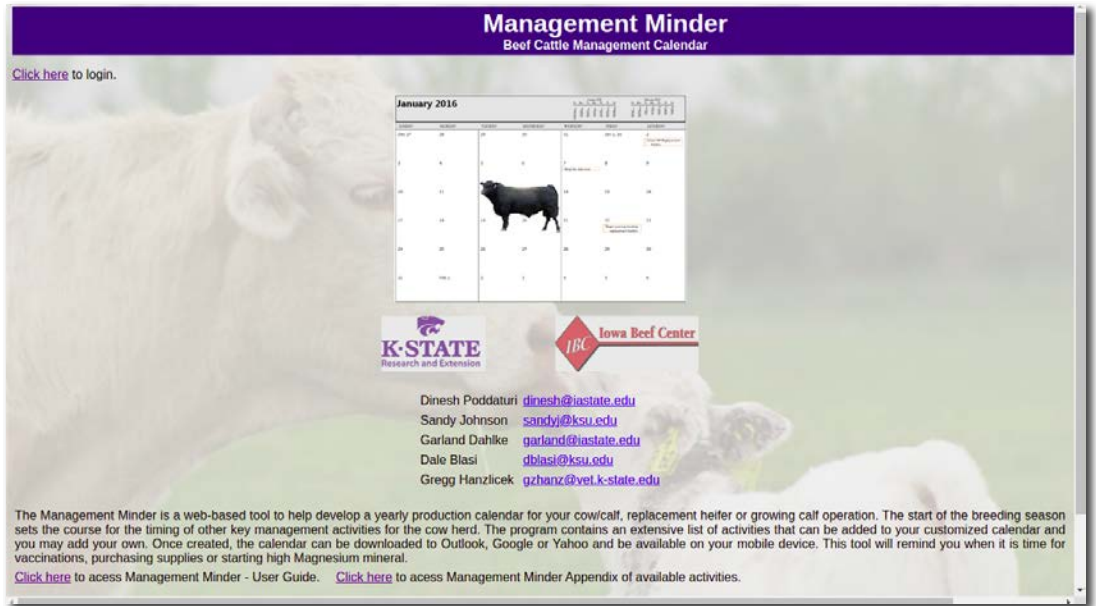 Management Minder
Beef Cattle Management Calendar
Click here to login.
January 2016
K·STATE
Research and Extension
IBC Iowa Beef Center
Dinesh Poddaturi dinesh@iastate.edu
Sandy Johnson sandyj@ksu.edu
Garland Dahlke garland@iastate.edu
Dale Blasi dblasi@ksu.edu
Gregg Hanzlicek gzhanz@vet.k-state.edu
The Management Minder is a web-based tool to help develop a yearly production calendar for your cow/calf, replacement heifer or growing calf operation. The start of the breeding season
sets the course for the timing of other key management activities for the cow herd. The program contains an extensive list of activities that can be added to your customized calendar and
you may add your own. Once created, the calendar can be downloaded to Outlook, Google or Yahoo and be available on your mobile device. This tool will remind you when it is time for
vaccinations, purchasing supplies or starting high Magnesium mineral.
Click here to acess Management Minder - User Guide. Click here to acess Management Minder Appendix of available activities.